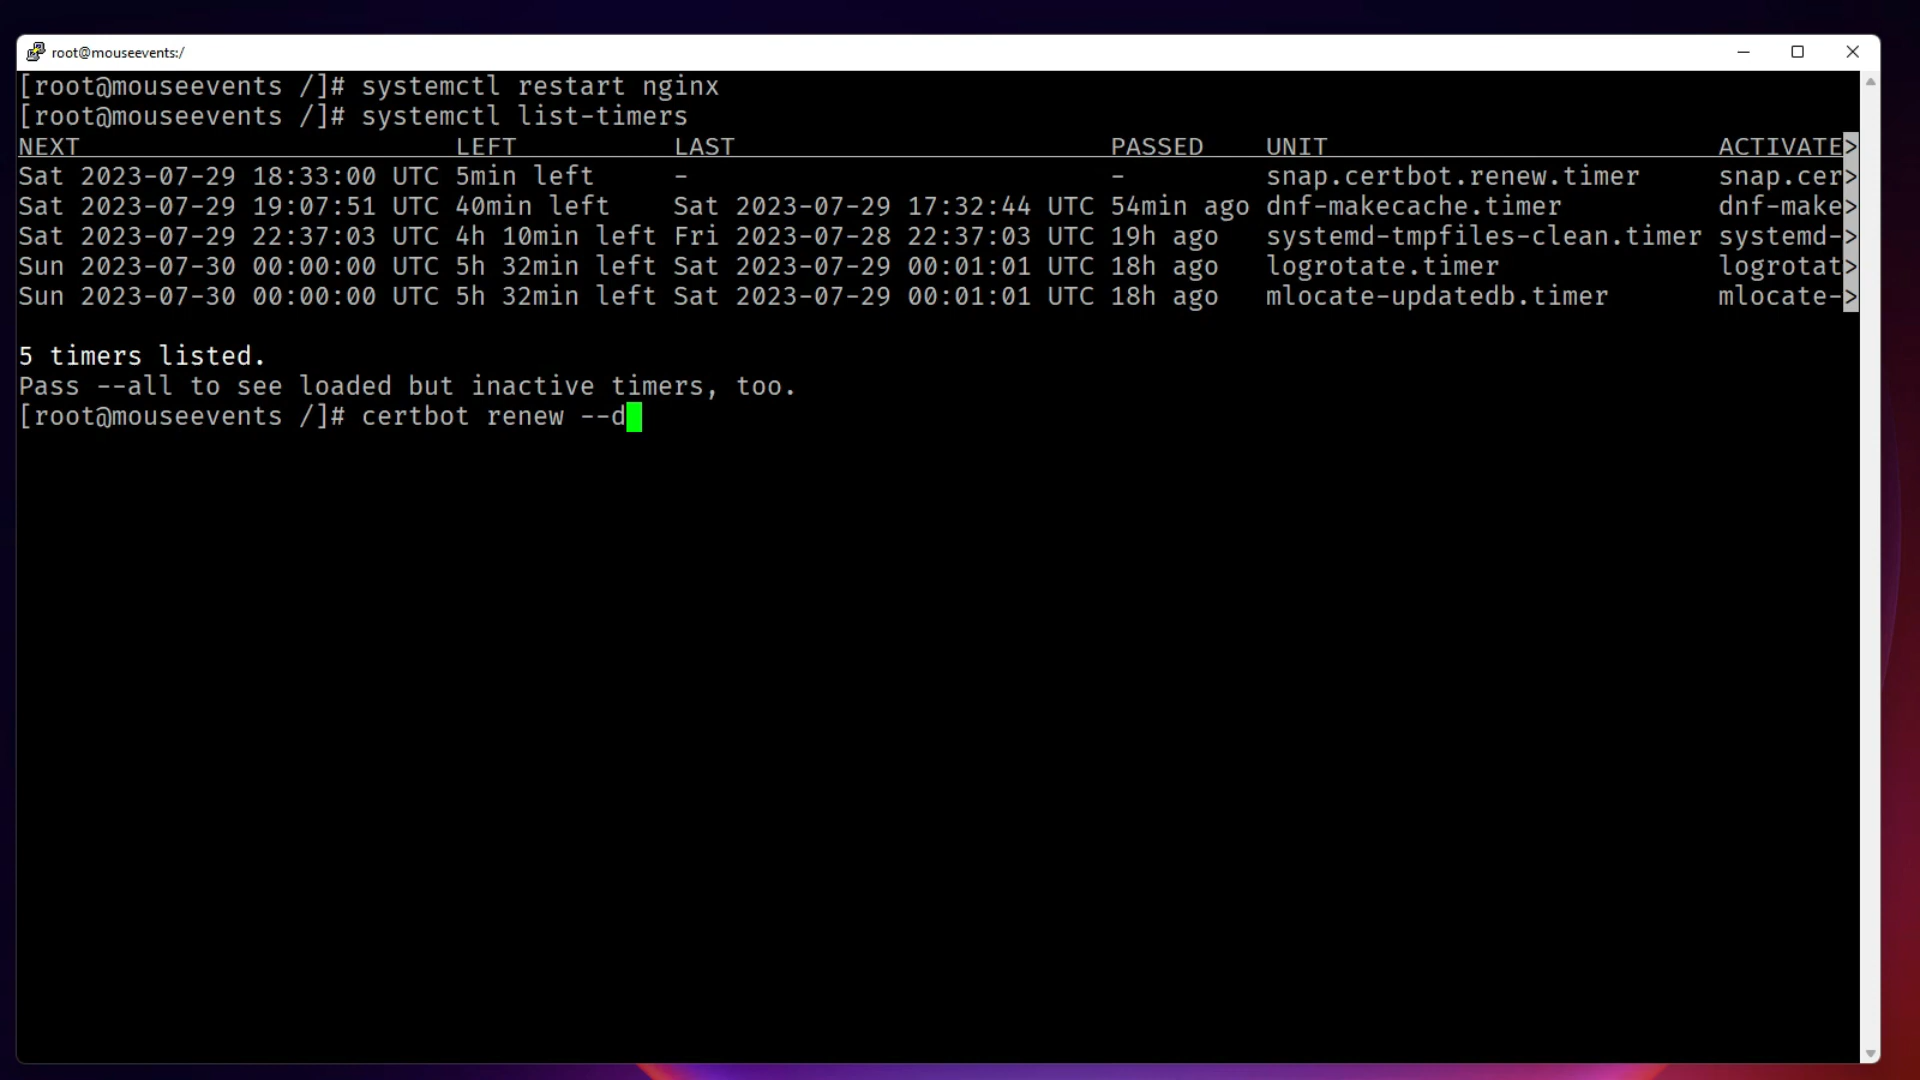 root@mouseevents:/
[root@mouseevents /]# systemctl restart nginx
[root@mouseevents /]# systemctl list-timers
NEXT LEFT LAST PASSED UNIT ACTIVATE>
Sat 2023-07-29 18:33:00 UTC 5min left - - snap.certbot.renew.timer snap.cer>
Sat 2023-07-29 19:07:51 UTC 40min left Sat 2023-07-29 17:32:44 UTC 54min ago dnf-makecache.timer dnf-make>
Sat 2023-07-29 22:37:03 UTC 4h 10min left Fri 2023-07-28 22:37:03 UTC 19h ago systemd-tmpfiles-clean.timer systemd->
Sun 2023-07-30 00:00:00 UTC 5h 32min left Sat 2023-07-29 00:01:01 UTC 18h ago logrotate.timer logrotat>
Sun 2023-07-30 00:00:00 UTC 5h 32min left Sat 2023-07-29 00:01:01 UTC 18h ago mlocate-updatedb.timer mlocate->
5 timers listed.
Pass --all to see loaded but inactive timers, too.
[root@mouseevents /]# certbot renew --d